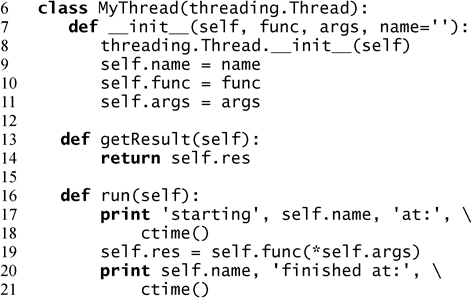 6 class MyThread(threading.Thread):
7     def __init__(self, func, args, name=''):
8         threading.Thread.__init__(self)
9         self.name = name
10         self.func = func
11         self.args = args
12
13     def getResult(self):
14         return self.res
15
16     def run(self):
17         print 'starting', self.name, 'at:', \
18             ctime()
19         self.res = self.func(*self.args)
20         print self.name, 'finished at:', \
21             ctime()